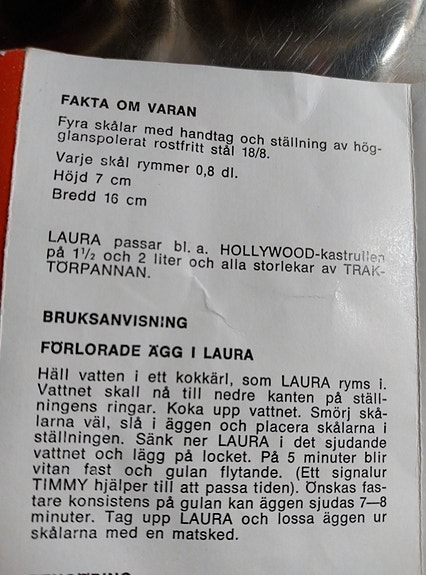 FAKTA OM VARAN
Fyra skålar med handtag och ställning av hög-
glanspolerat rostfritt stål 18/8.
Varje skål rymmer 0,8 dl.
Höjd 7 cm
Bredd 16 cm
LAURA passar bl. a. HOLLYWOOD-kastrullen
på 1½ och 2 liter och alla storlekar av TRAK-
TÖRPANNAN.
BRUKSANVISNING
FÖRLORADE ÄGG I LAURA
Häll vatten i ett kokkärl, som LAURA ryms i.
Vattnet skall nå till nedre kanten på ställ-
ningens ringar. Koka upp vattnet. Smörj skå-
larna väl, slå i äggen och placera skålarna i
ställningen. Sänk ner LAURA i det sjudande
vattnet och lägg på locket. På 5 minuter blir
vitan fast och gulan flytande. (Ett signalur
TIMMY hjälper till att passa tiden). Önskas fas-
tare konsistens på gulan kan äggen sjudas 7—8
minuter. Tag upp LAURA och lossa äggen ur
skålarna med en matsked.